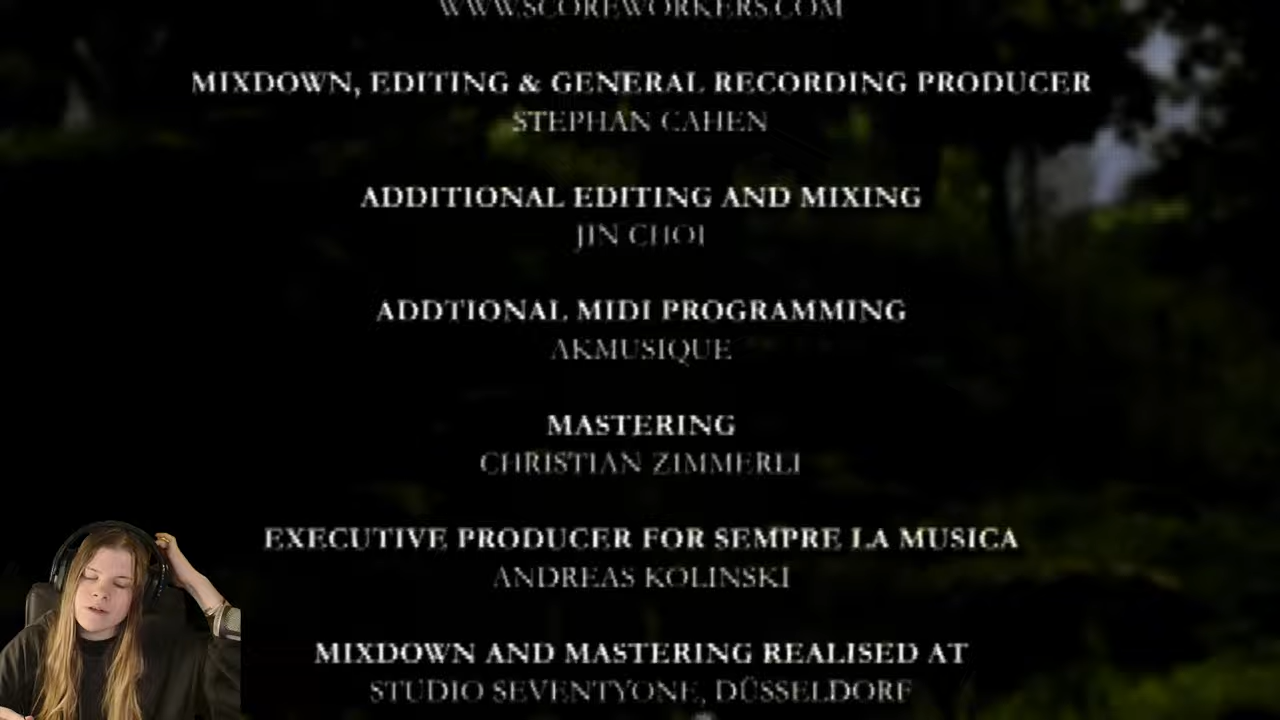 WWW.SCOREWORKERS.COM
MIXDOWN, EDITING & GENERAL RECORDING PRODUCER
STEPHAN CAHEN
ADDITIONAL EDITING AND MIXING
JIN CHOI
ADDTIONAL MIDI PROGRAMMING
AKMUSIQUE
MASTERING
CHRISTIAN ZIMMERLI
EXECUTIVE PRODUCER FOR SEMPRE LA MUSICA
ANDREAS KOLINSKI
MIXDOWN AND MASTERING REALISED AT
STUDIO SEVENTYONE, DÜSSELDORF